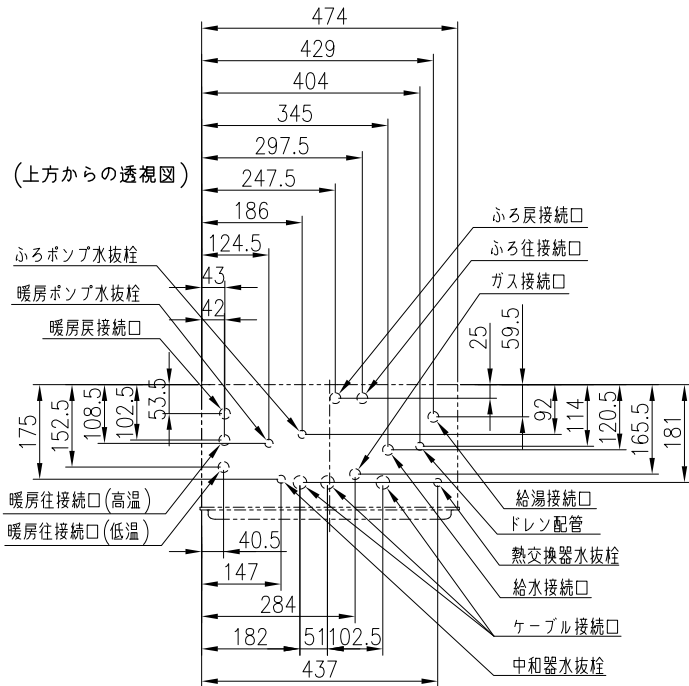 474
429
404
345
297.5
(上方からの透視図)
247.5
186
ふろ戻接続口
124.5
ふろポンプ水抜栓
ふろ往接続口
43
ガス接続口
暖房ポンプ水抜栓
42
暖房戻接続口
25
59.5
175
152.5
108.5
102.5
53.5
92
114
120.5
165.5
181
暖房往接続口(高温)
給湯接続口
暖房往接続口(低温)
ドレン配管
40.5
熱交換器水抜栓
147
給水接続口
284
ケーブル接続口
182
51
102.5
中和器水抜栓
437